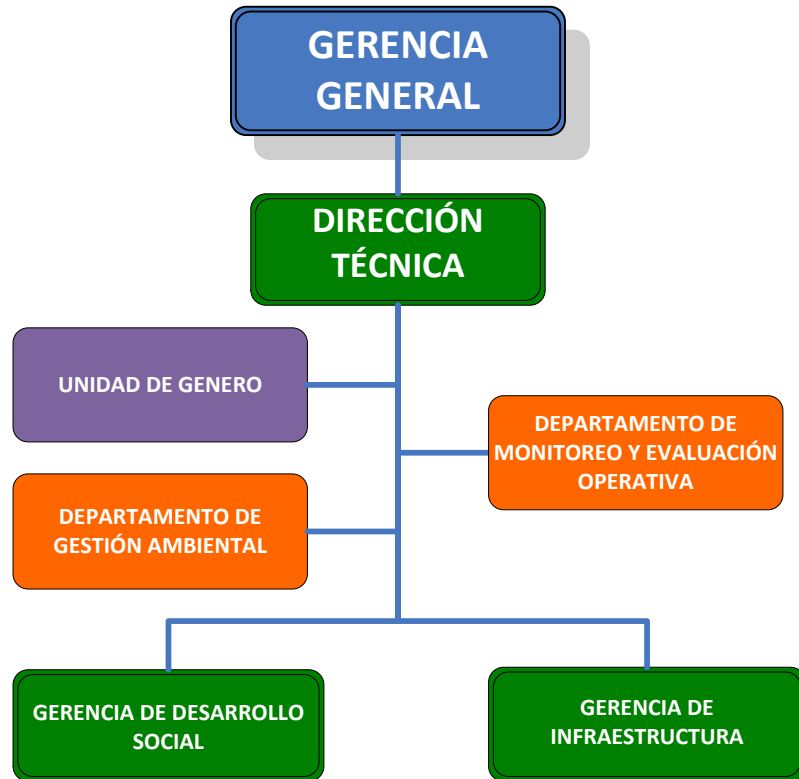 GERENCIA
GENERAL
DIRECCIÓN
TÉCNICA
UNIDAD DE GENERO
DEPARTAMENTO DE
MONITOREO Y EVALUACIÓN
OPERATIVA
DEPARTAMENTO DE
GESTIÓN AMBIENTAL
GERENCIA DE DESARROLLO
SOCIAL
GERENCIA DE
INFRAESTRUCTURA